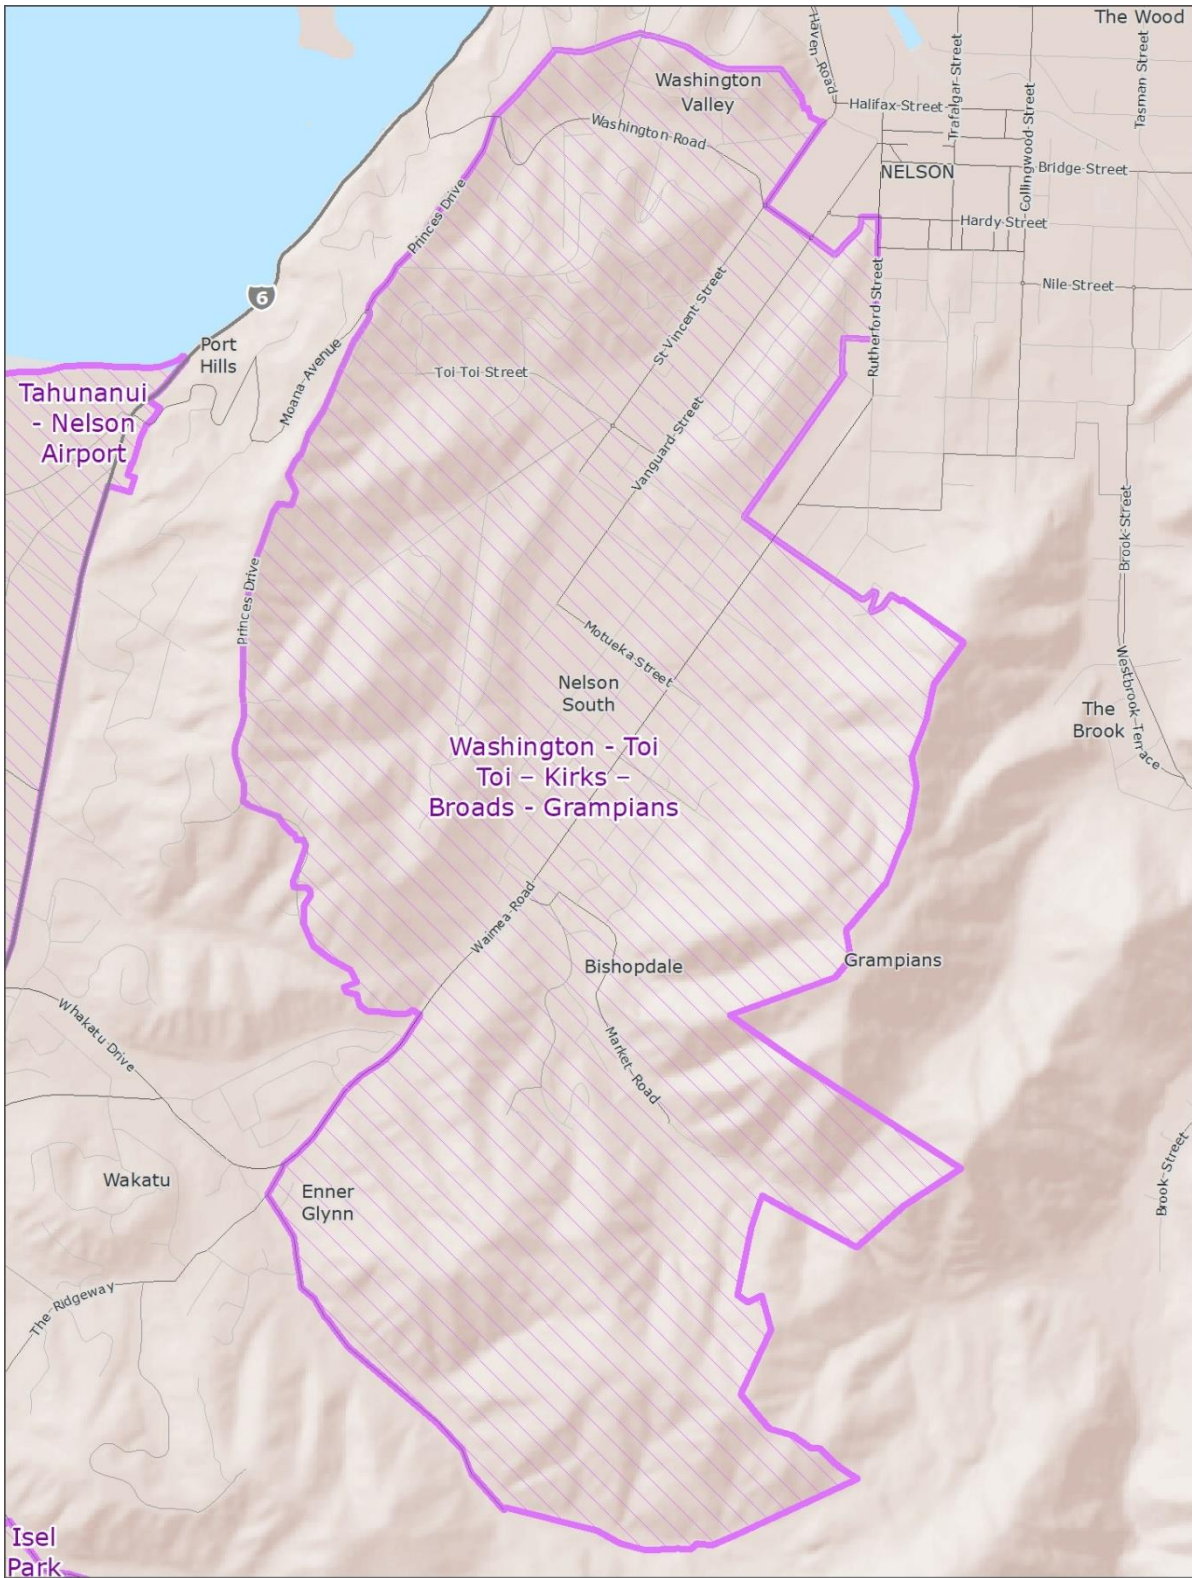 The Wood
Haven Road
Trafalgar Street
Tasman Street
Washington
Valley
Halifax Street
Collingwood Street
Washington Road
Bridge Street
NELSON
Princes Drive
Hardy Street
6
Nile Street
St Vincent Street
Rutherford Street
Port
Hills
Moana Avenue
Toi Toi Street
Tahunanui
- Nelson
Airport
Vanguard Street
Brook Street
Princes Drive
Motueka Street
Nelson
South
Westbrook Terrace
The
Brook
Washington - Toi
Toi – Kirks –
Broads - Grampians
Waimea Road
Bishopdale
Grampians
Whakatu Drive
Market Road
Wakatu
Enner
Glynn
Brook Street
The Ridgeway
Isel
Park